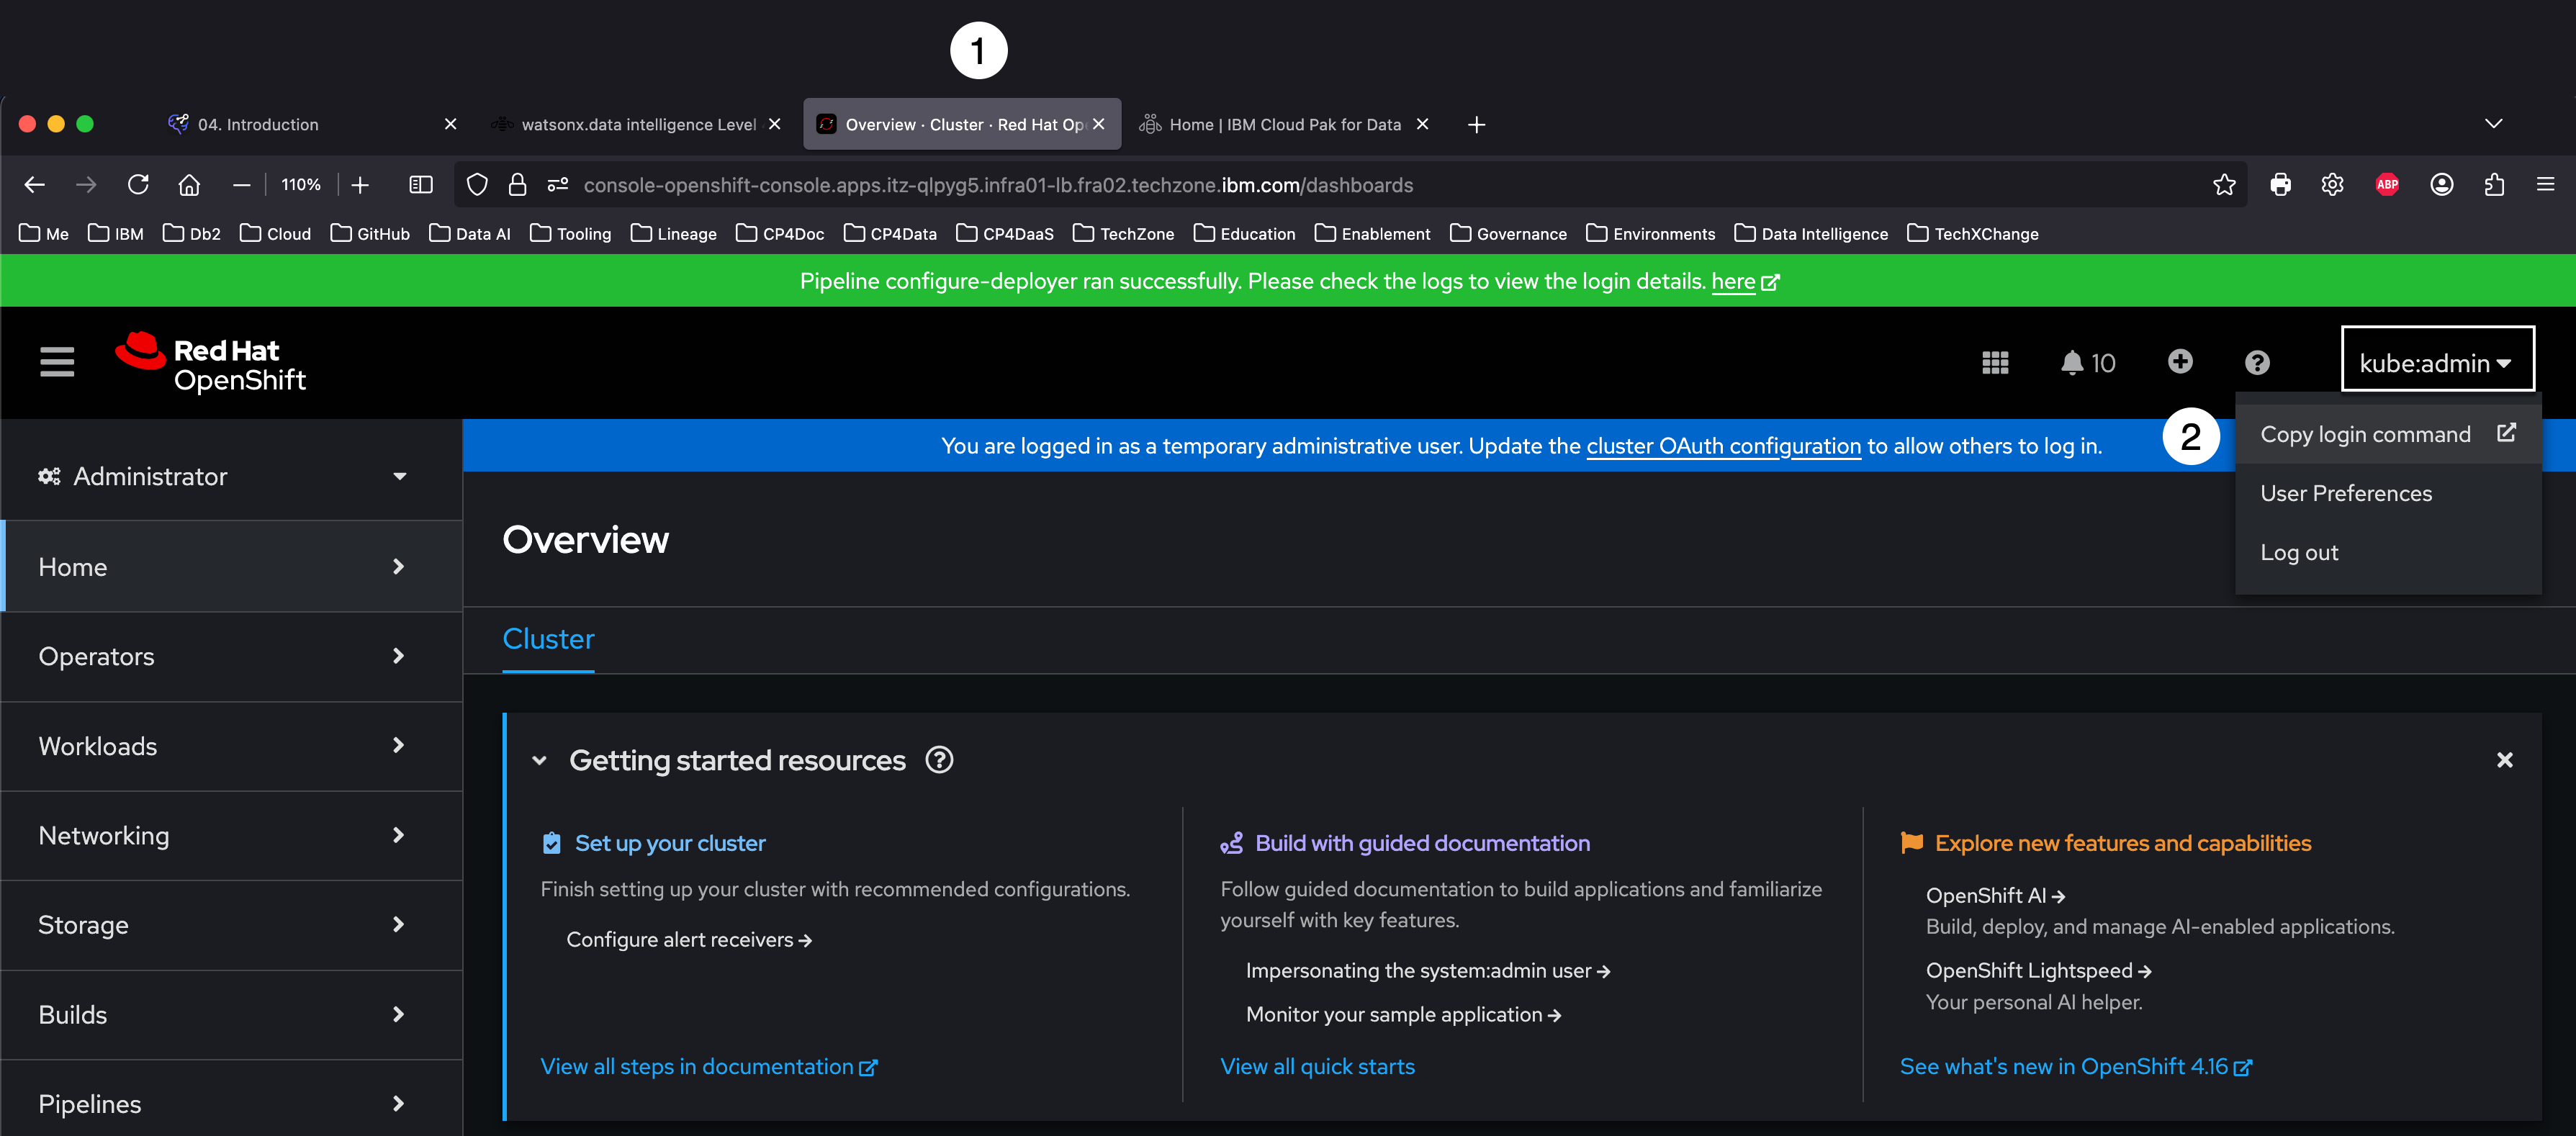 1
04. Introduction
watsonx.data intelligence Level
Overview · Cluster · Red Hat Ope
Home | IBM Cloud Pak for Data
110%
console-openshift-console.apps.itz-qlpyg5.infra01-lb.fra02.techzone.ibm.com/dashboards
ABP
Me IBM Db2 Cloud GitHub Data AI Tooling Lineage CP4Doc CP4Data CP4DaaS TechZone Education Enablement Governance Environments Data Intelligence TechXChange
Pipeline configure-deployer ran successfully. Please check the logs to view the login details. here
Red Hat
OpenShift
10
kube:admin
You are logged in as a temporary administrative user. Update the cluster OAuth configuration to allow others to log in.
2
Copy login command
User Preferences
Log out
Administrator
Home
Operators
Workloads
Networking
Storage
Builds
Pipelines
Overview
Cluster
Getting started resources
Set up your cluster
Finish setting up your cluster with recommended configurations.
Configure alert receivers
View all steps in documentation
Build with guided documentation
Follow guided documentation to build applications and familiarize
yourself with key features.
Impersonating the system:admin user
Monitor your sample application
View all quick starts
Explore new features and capabilities
OpenShift AI
Build, deploy, and manage AI-enabled applications.
OpenShift Lightspeed
Your personal AI helper.
See what's new in OpenShift 4.16